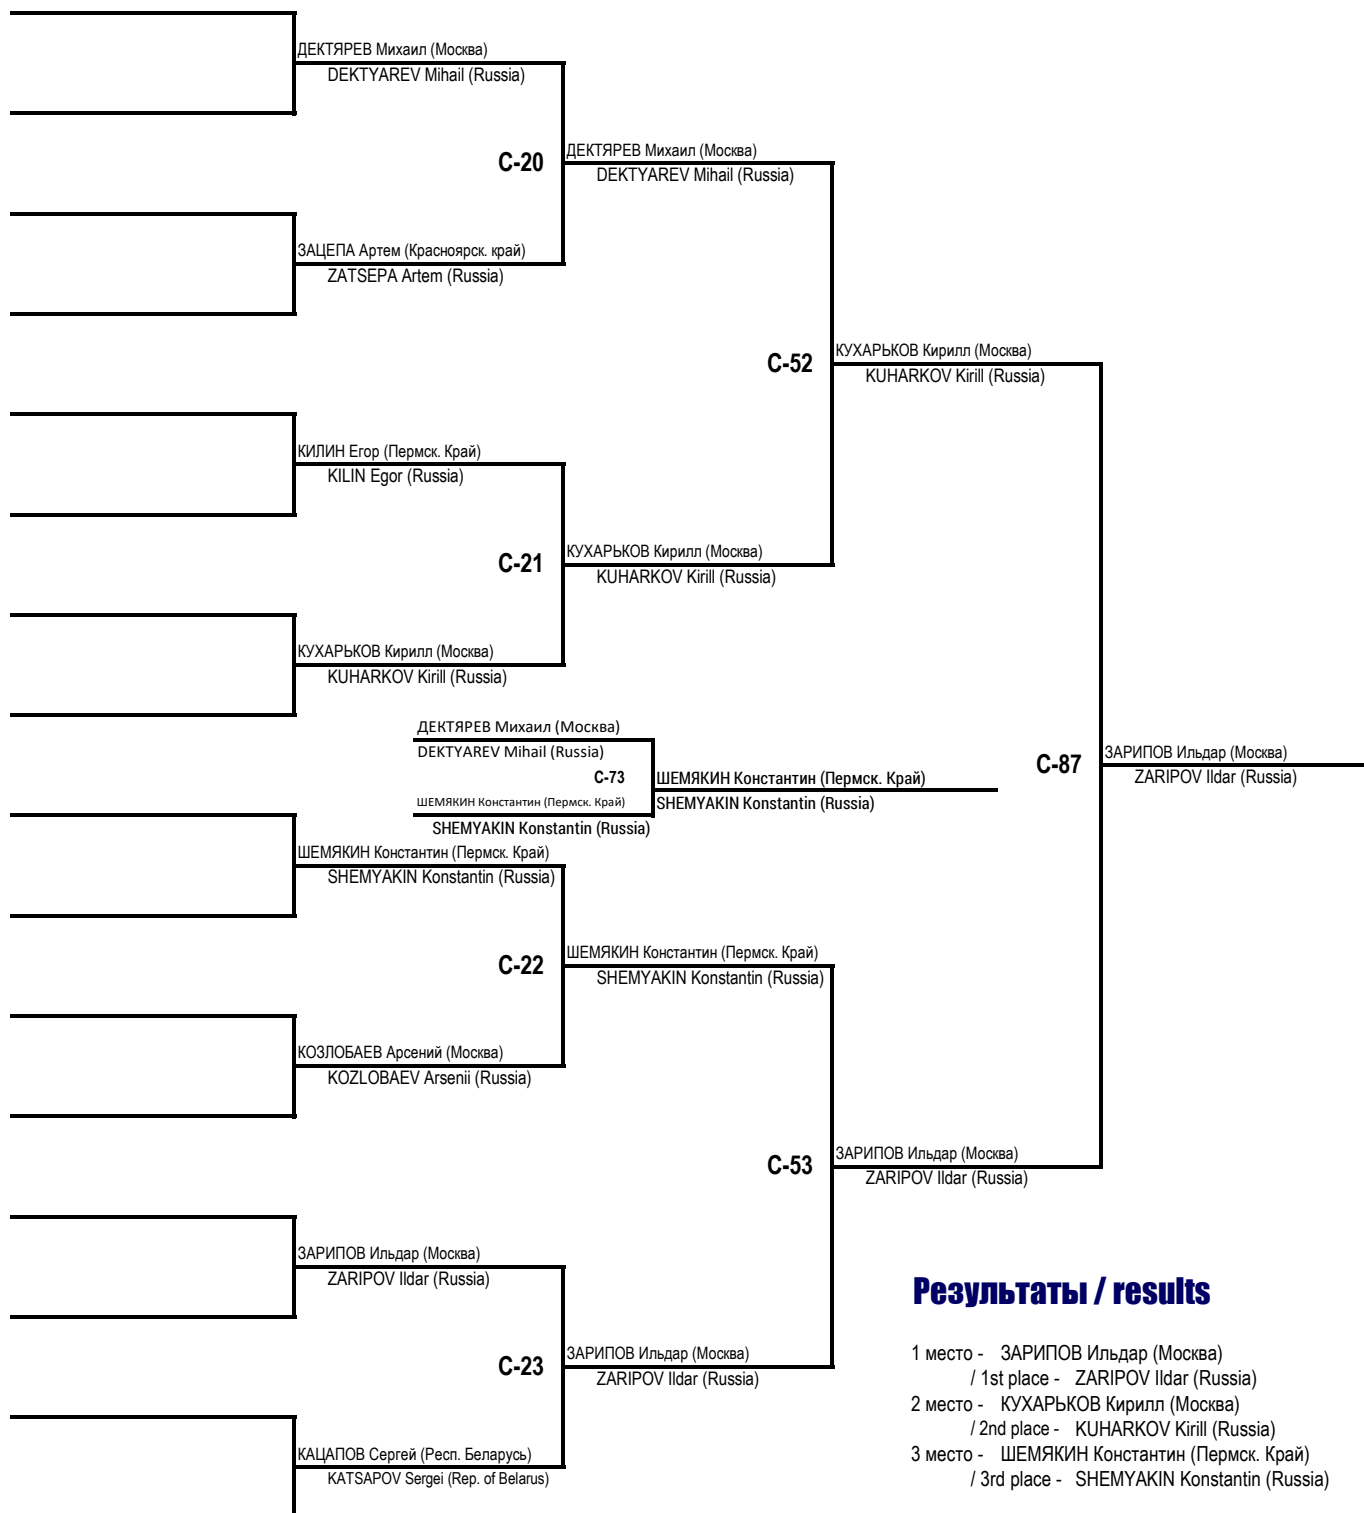 ДЕКТЯРЕВ Михаил (Москва)
DEKTYAREV Mihail (Russia)
C-20
ДЕКТЯРЕВ Михаил (Москва)
DEKTYAREV Mihail (Russia)
ЗАЦЕПА Артем (Красноярск. край)
ZATSEPA Artem (Russia)
C-52
КУХАРЬКОВ Кирилл (Москва)
KUHARKOV Kirill (Russia)
КИЛИН Егор (Пермск. Край)
KILIN Egor (Russia)
C-21
КУХАРЬКОВ Кирилл (Москва)
KUHARKOV Kirill (Russia)
КУХАРЬКОВ Кирилл (Москва)
KUHARKOV Kirill (Russia)
ДЕКТЯРЕВ Михаил (Москва)
DEKTYAREV Mihail (Russia)
C-73
ШЕМЯКИН Константин (Пермск. Край)
SHEMYAKIN Konstantin (Russia)
ШЕМЯКИН Константин (Пермск. Край)
SHEMYAKIN Konstantin (Russia)
C-87
ЗАРИПОВ Ильдар (Москва)
ZARIPOV Ildar (Russia)
ШЕМЯКИН Константин (Пермск. Край)
SHEMYAKIN Konstantin (Russia)
C-22
ШЕМЯКИН Константин (Пермск. Край)
SHEMYAKIN Konstantin (Russia)
КОЗЛОБАЕВ Арсений (Москва)
KOZLOBAEV Arsenii (Russia)
C-53
ЗАРИПОВ Ильдар (Москва)
ZARIPOV Ildar (Russia)
ЗАРИПОВ Ильдар (Москва)
ZARIPOV Ildar (Russia)
C-23
ЗАРИПОВ Ильдар (Москва)
ZARIPOV Ildar (Russia)
КАЦАПОВ Сергей (Респ. Беларусь)
KATSAPOV Sergei (Rep. of Belarus)
Результаты / results
1 место - ЗАРИПОВ Ильдар (Москва)
/ 1st place - ZARIPOV Ildar (Russia)
2 место - КУХАРЬКОВ Кирилл (Москва)
/ 2nd place - KUHARKOV Kirill (Russia)
3 место - ШЕМЯКИН Константин (Пермск. Край)
/ 3rd place - SHEMYAKIN Konstantin (Russia)